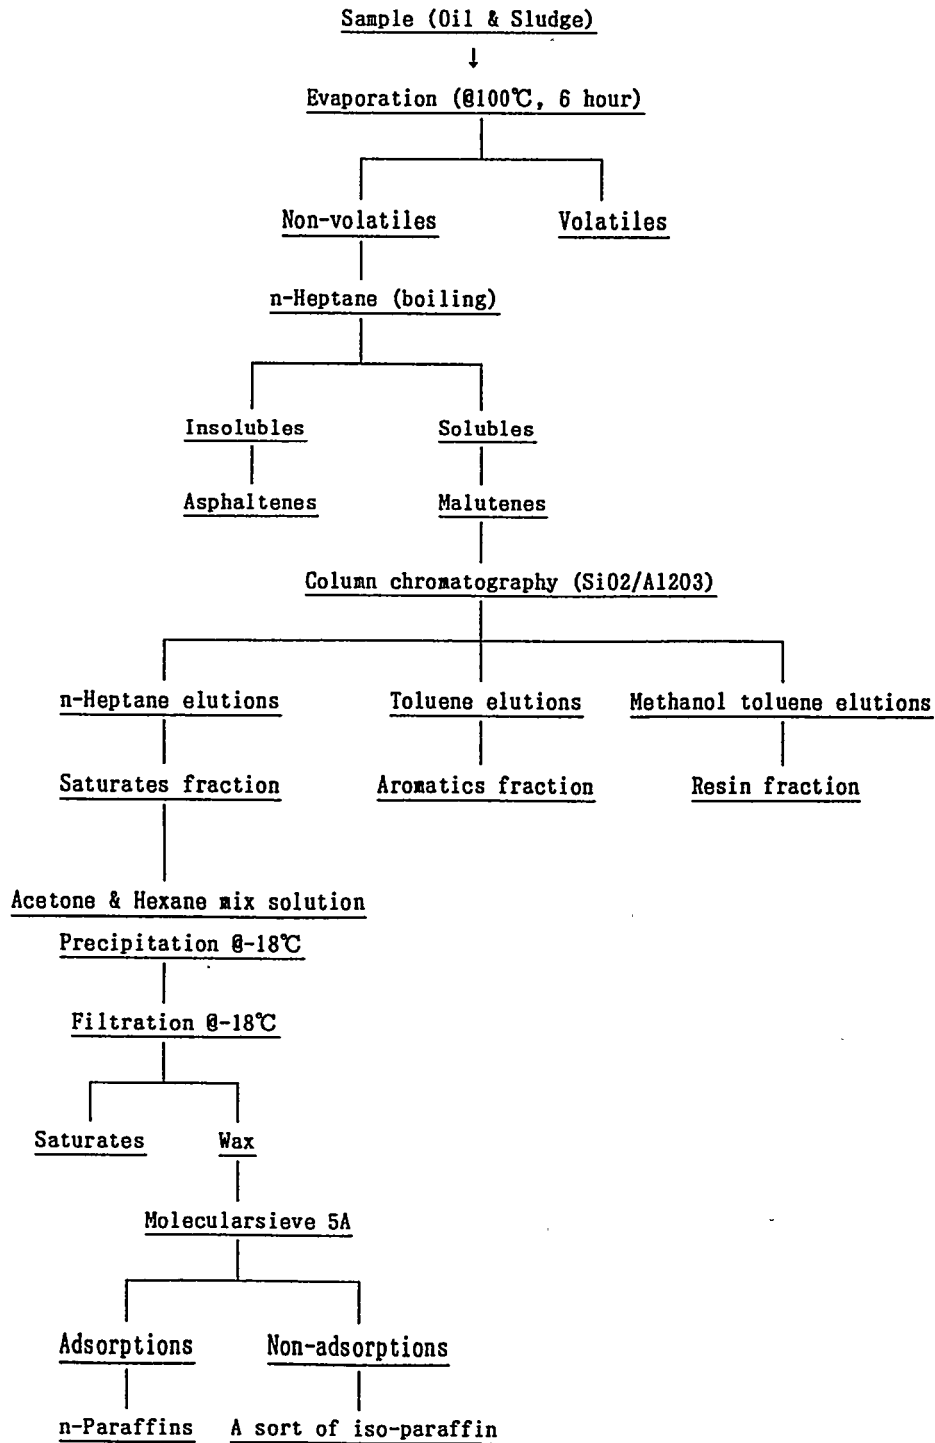 Sample (Oil & Sludge)
↓
Evaporation (@100℃, 6 hour)
Non-volatiles Volatiles
n-Heptane (boiling)
Insolubles Solubles
Asphaltenes Malutenes
Column chromatography (SiO2/Al2O3)
n-Heptane elutions Toluene elutions Methanol toluene elutions
Saturates fraction Aromatics fraction Resin fraction
Acetone & Hexane mix solution
Precipitation @-18℃
Filtration @-18℃
Saturates Wax
Molecularsieve 5A
Adsorptions Non-adsorptions
n-Paraffins A sort of iso-paraffin